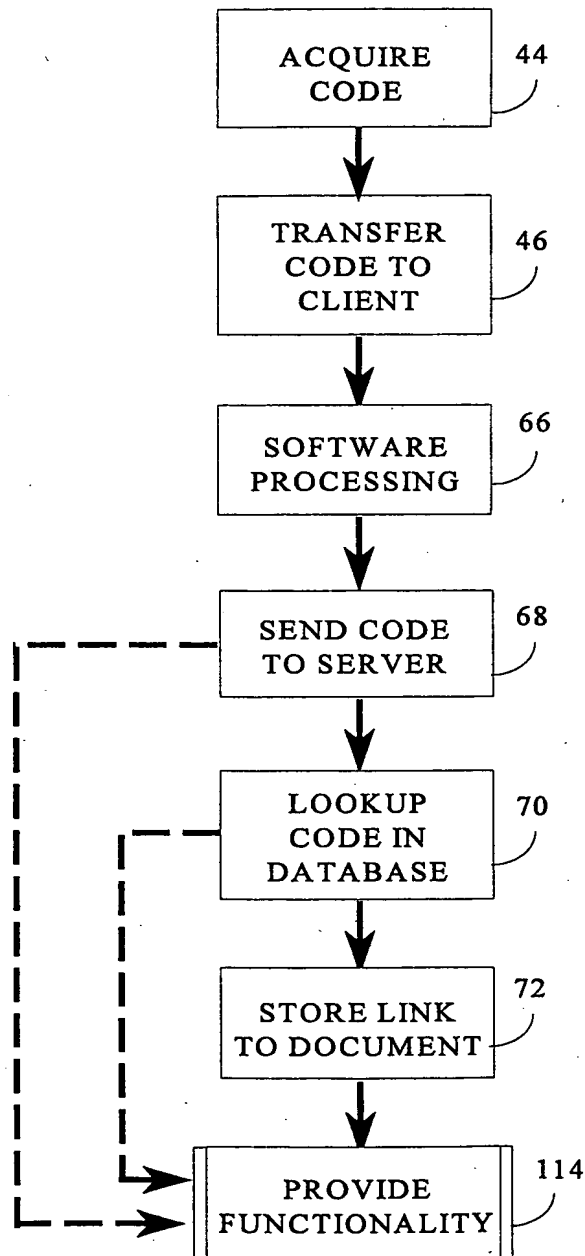 ACQUIRE
CODE
44
TRANSFER
CODE TO
CLIENT
46
SOFTWARE
PROCESSING
66
SEND CODE
TO SERVER
68
LOOKUP
CODE IN
DATABASE
70
STORE LINK
TO DOCUMENT
72
PROVIDE
FUNCTIONALITY
114